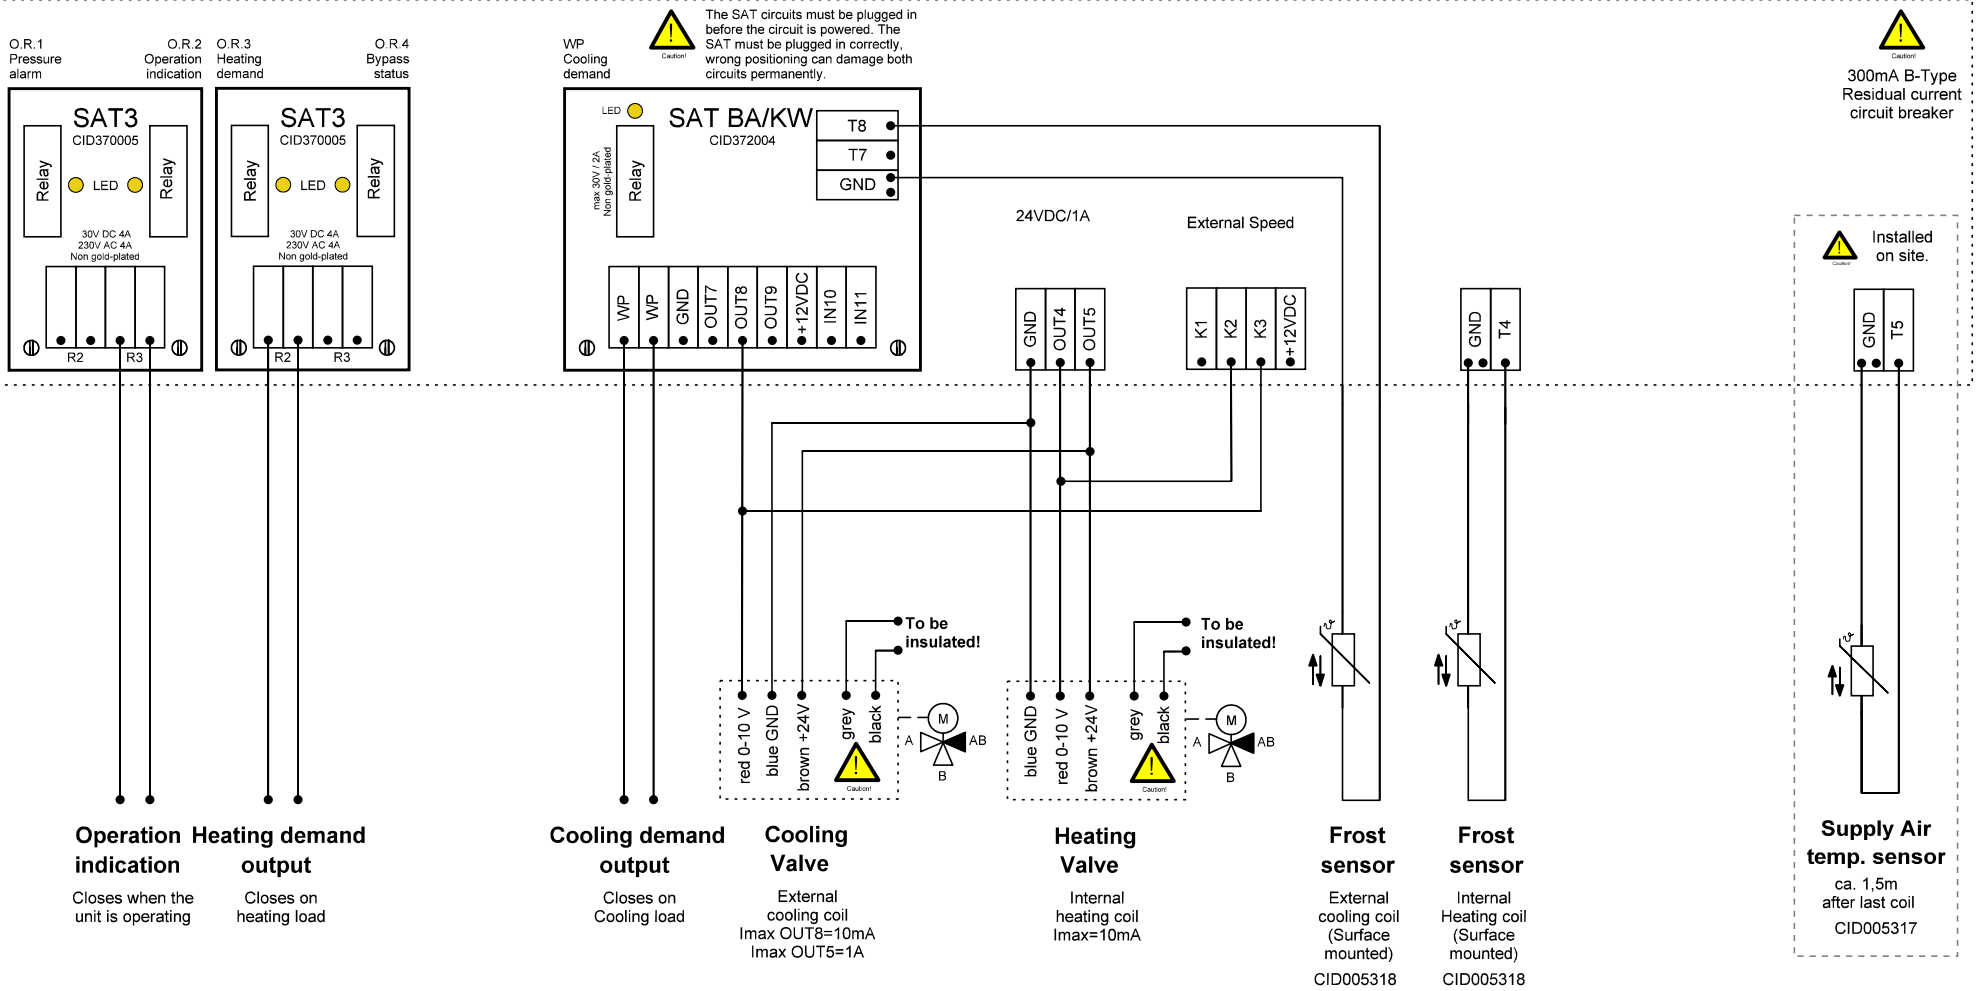 O.R.1
Pressure
alarm
O.R.2
Operation
indication
O.R.3
Heating
demand
O.R.4
Bypass
status
WP
Cooling
demand
Caution!
The SAT circuits must be plugged in
before the circuit is powered. The
SAT must be plugged in correctly,
wrong positioning can damage both
circuits permanently.
Caution!
300mA B-Type
Residual current
circuit breaker
SAT3
CID370005
Relay
LED
Relay
30V DC 4A
230V AC 4A
Non gold-plated
R2
R3
SAT3
CID370005
Relay
LED
Relay
30V DC 4A
230V AC 4A
Non gold-plated
R2
R3
LED
SAT BA/KW
CID372004
max 30V / 2A
Non gold-plated
Relay
T8
T7
GND
WP
WP
GND
OUT7
OUT8
OUT9
+12VDC
IN10
IN11
24VDC/1A
GND
OUT4
OUT5
External Speed
K1
K2
K3
+12VDC
GND
T4
Caution!
Installed
on site.
GND
T5
To be
insulated!
To be
insulated!
red 0-10 V
blue GND
brown +24V
grey
black
Caution!
M
A
AB
B
blue GND
red 0-10 V
brown +24V
grey
black
Caution!
M
A
AB
B
ϑ
ϑ
ϑ
Operation
indication
Closes when the
unit is operating
Heating demand
output
Closes on
heating load
Cooling demand
output
Closes on
Cooling load
Cooling
Valve
External
cooling coil
Imax OUT8=10mA
Imax OUT5=1A
Heating
Valve
Internal
heating coil
Imax=10mA
Frost
sensor
External
cooling coil
(Surface
mounted)
CID005318
Frost
sensor
Internal
Heating coil
(Surface
mounted)
CID005318
Supply Air
temp. sensor
ca. 1,5m
after last coil
CID005317